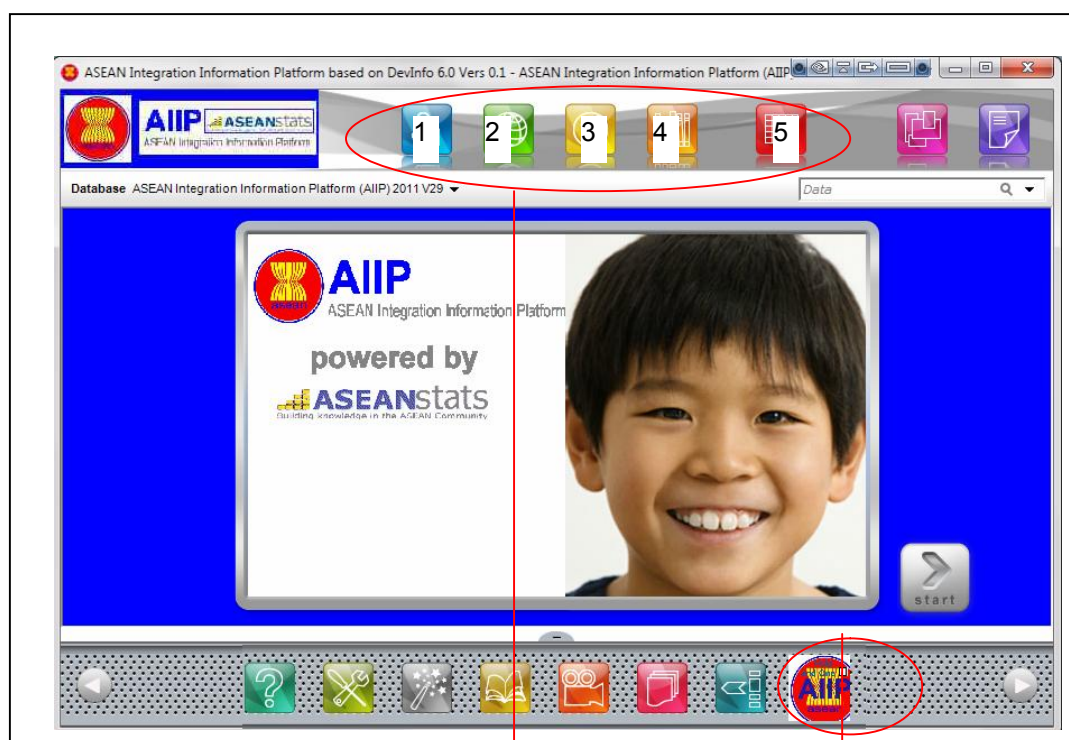 ASEAN Integration Information Platform based on DevInfo 6.0 Vers 0.1 - ASEAN Integration Information Platform (AIIP
AIIP ASEANstats
ASEAN Integration Information Platform
1 2 3 4 5
Database ASEAN Integration Information Platform (AIIP) 2011 V29
Data
AIIP
ASEAN Integration Information Platform
powered by
ASEANstats
Building knowledge in the ASEAN Community
start
AIIP
asean